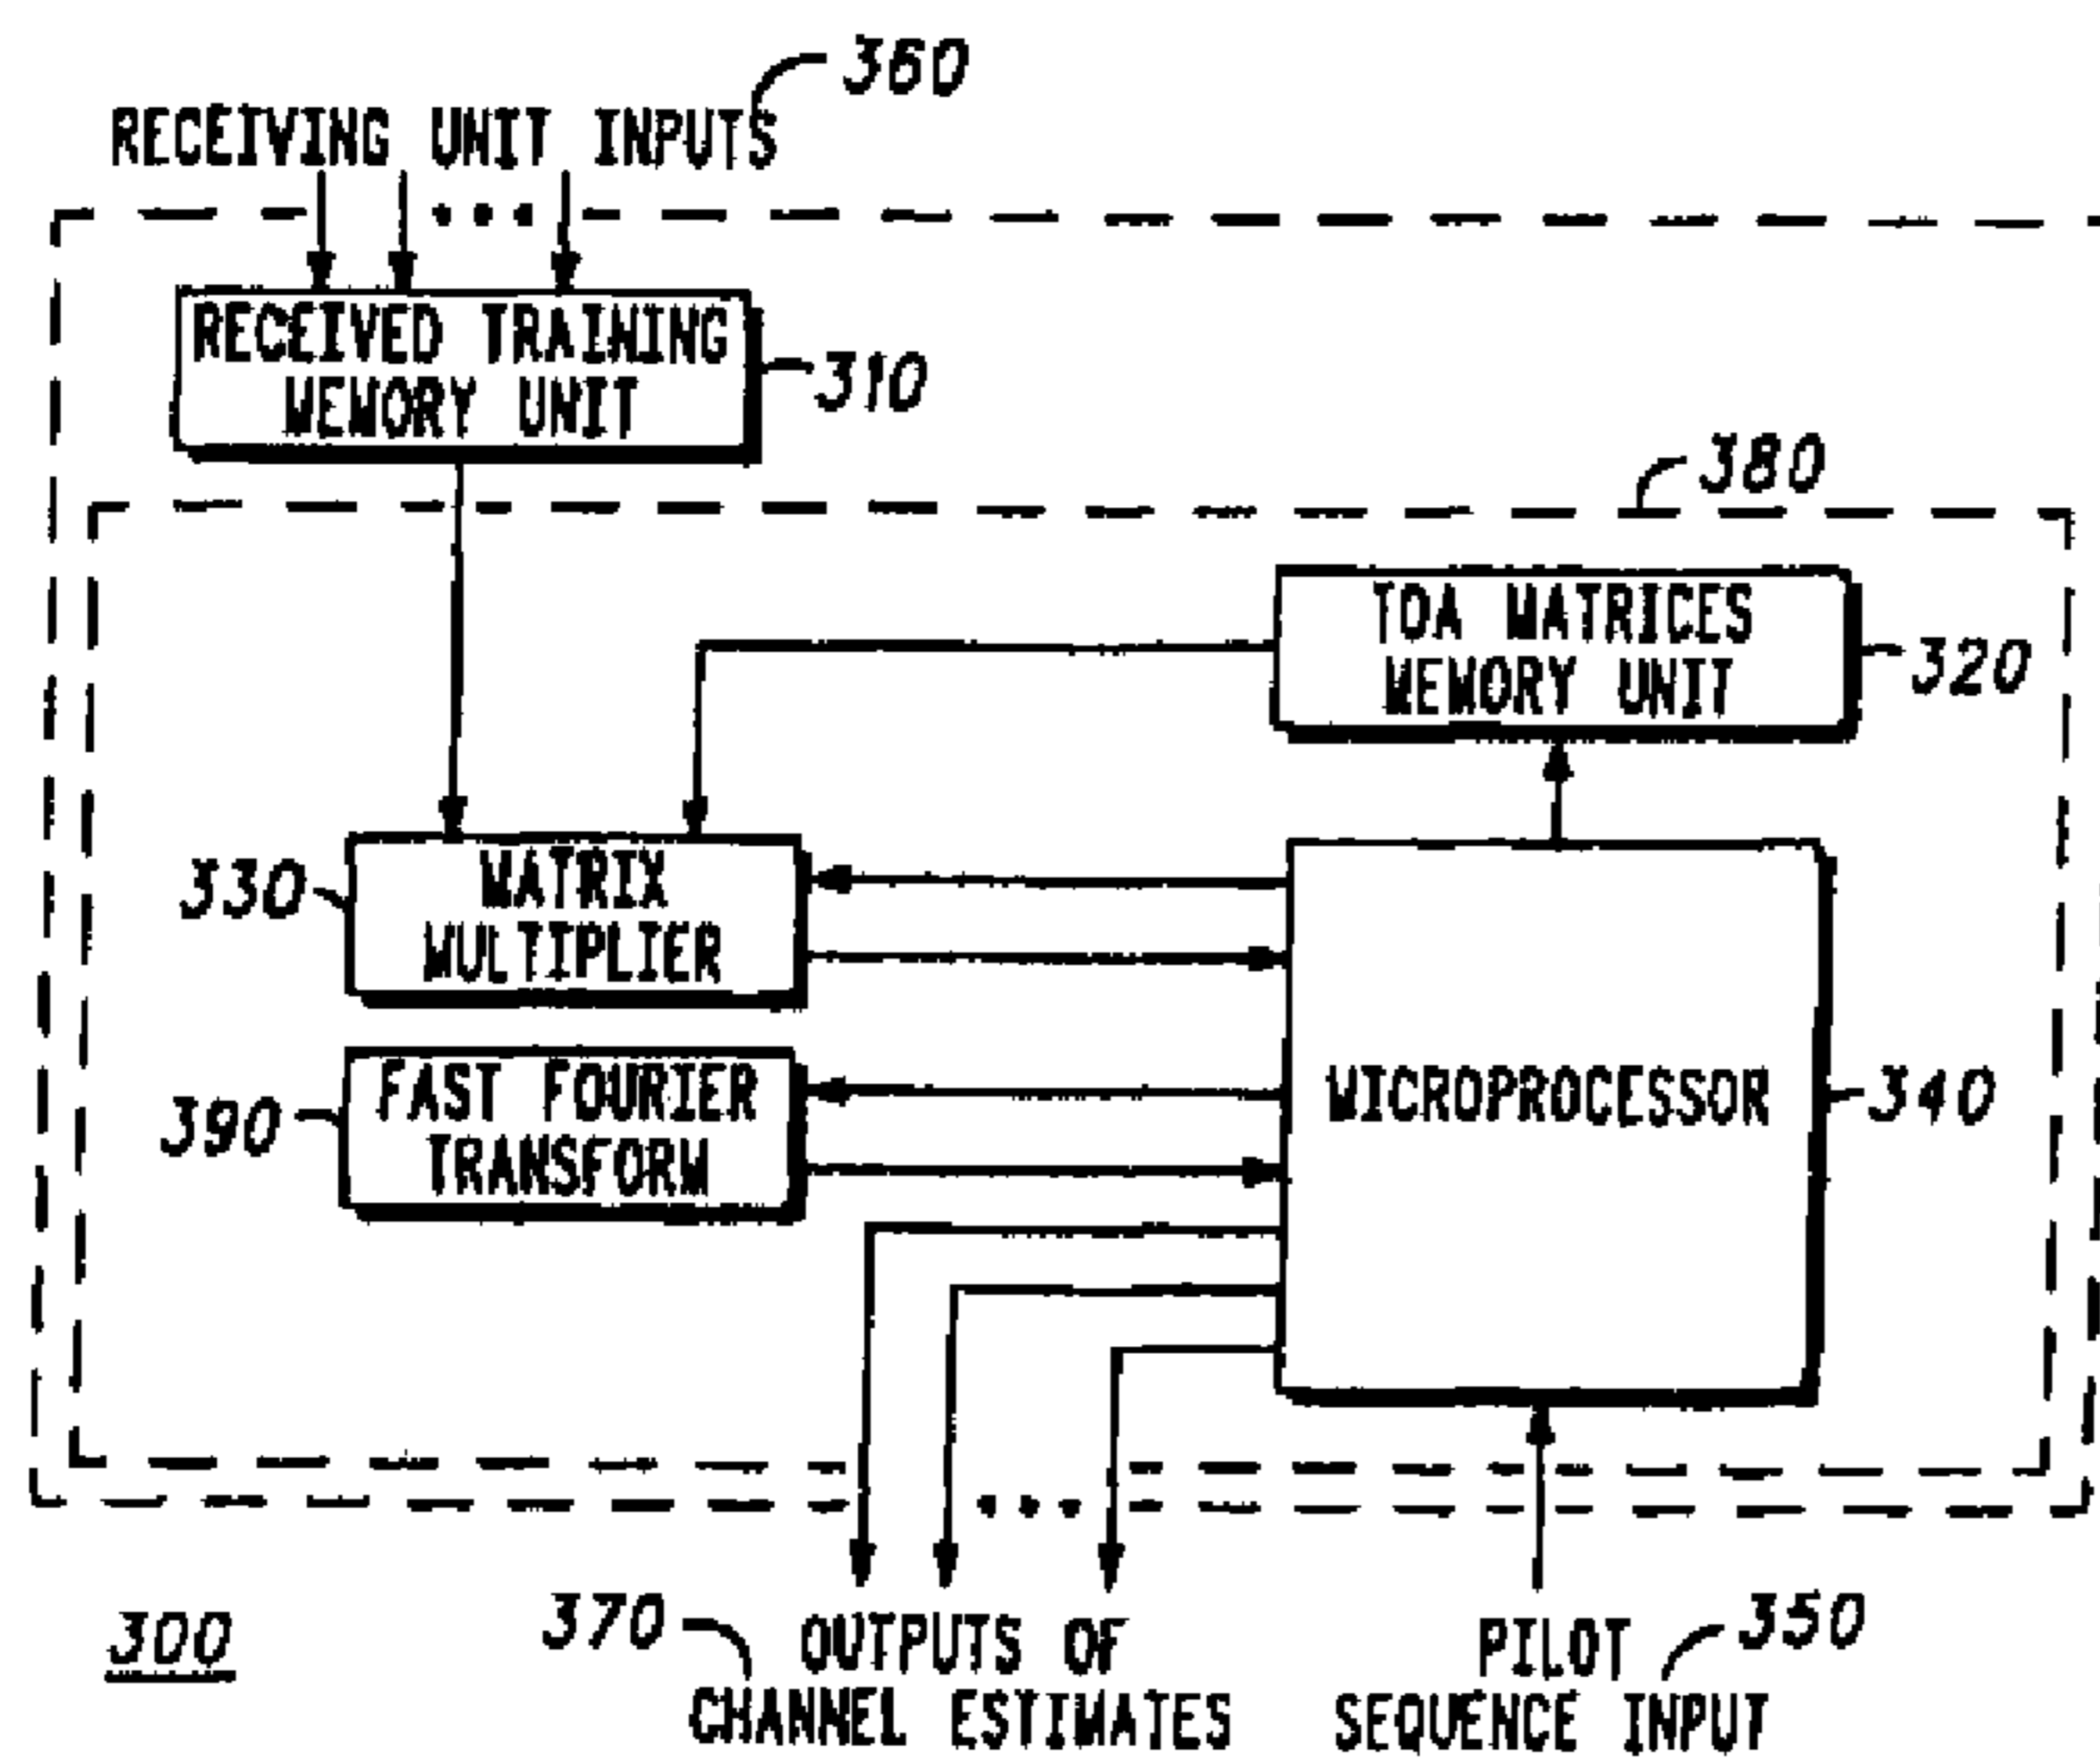 360
RECEIVING UNIT INPUTS
RECEIVED TRAINING
MEMORY UNIT
310
380
TOA MATRICES
MEMORY UNIT
320
330
MATRIX
MULTIPLIER
390
FAST FOURIER
TRANSFORM
MICROPROCESSOR
340
300
370
OUTPUTS OF
CHANNEL ESTIMATES
PILOT
SEQUENCE INPUT
350